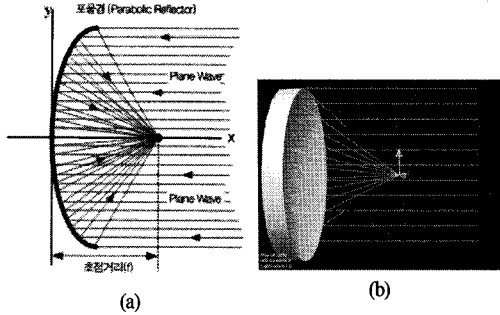 y
포물경 (Parabolic Reflector)
Plane Wave
X
Plane Wave
초점거리(f)
(a)
(b)